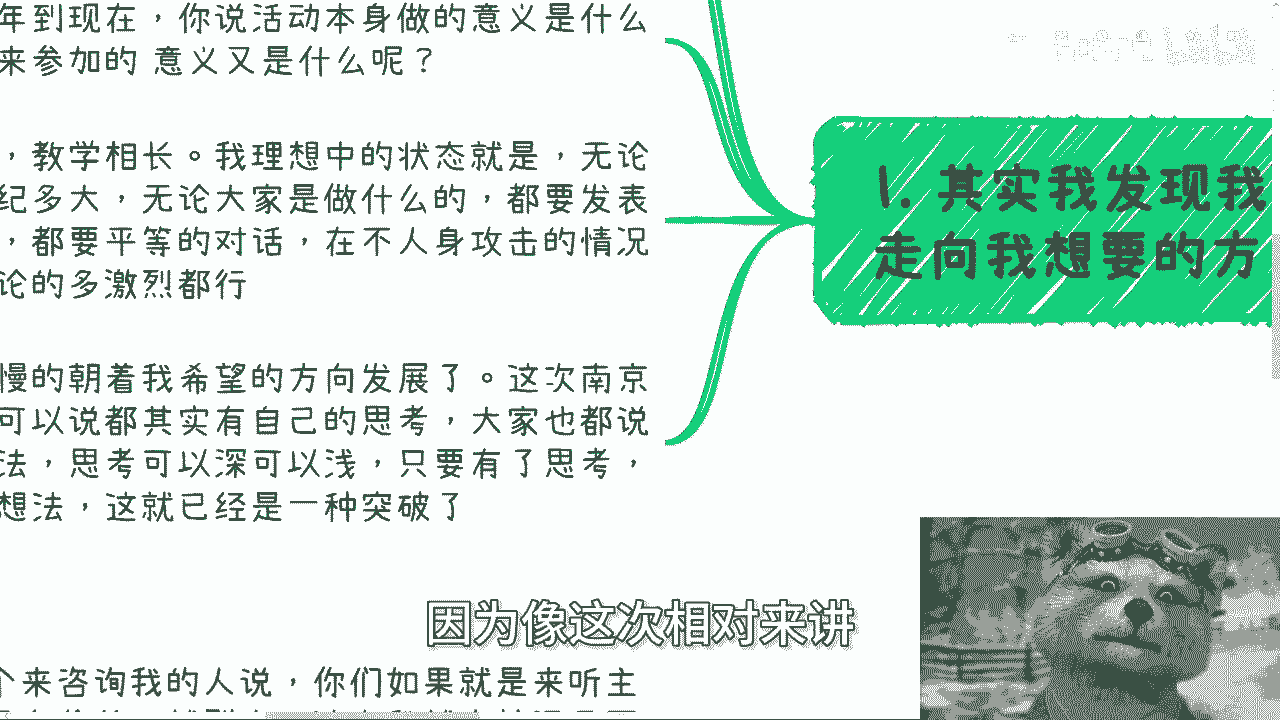 年到现在，你说活动本身做的意义是什么
来参加的 意义又是什么呢？
，教学相长。我理想中的状态就是，无论
纪多大，无论大家是做什么的，都要发表
，都要平等的对话，在不人身攻击的情况
论的多激烈都行
1. 其实我发现我
走向我想要的方
慢的朝着我希望的方向发展了。这次南京
可以说都其实有自己的思考，大家也都说
法，思考可以深可以浅，只要有了思考，
想法，这就已经是一种突破了
因为像这次相对来讲
个来咨询我的人说，你们如果就是来听主